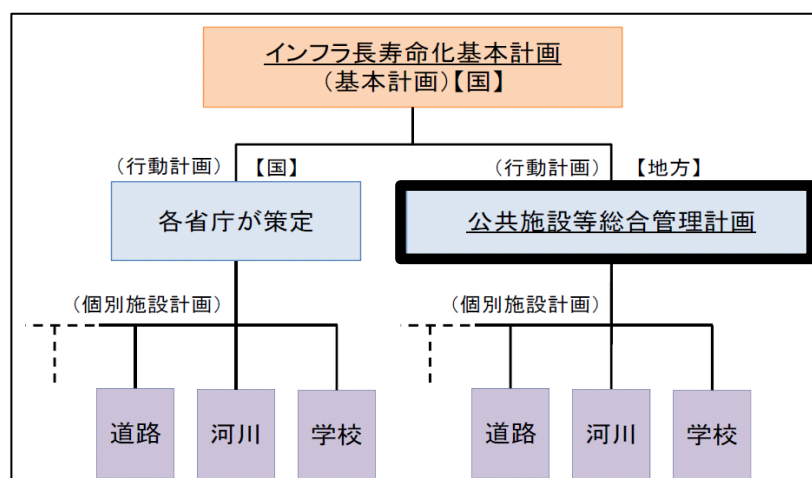 インフラ長寿命化基本計画
(基本計画)【国】
(行動計画) 【国】
(行動計画) 【地方】
各省庁が策定
公共施設等総合管理計画
(個別施設計画)
(個別施設計画)
道路
河川
学校
道路
河川
学校